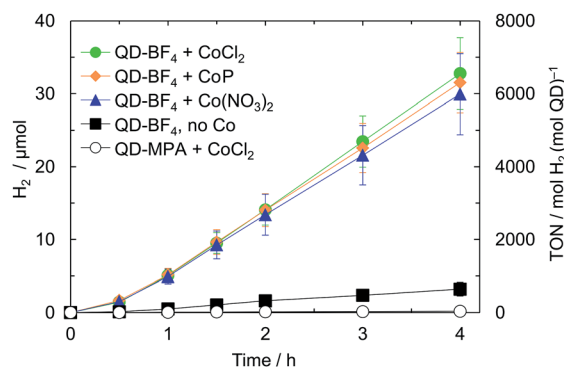 40
30
20
10
0
H₂ / μmol
QD-BF₄ + CoCl₂
QD-BF₄ + CoP
QD-BF₄ + Co(NO₃)₂
QD-BF₄, no Co
QD-MPA + CoCl₂
8000
6000
4000
2000
0
TON / mol H₂ (mol QD)⁻¹
0 1 2 3 4
Time / h